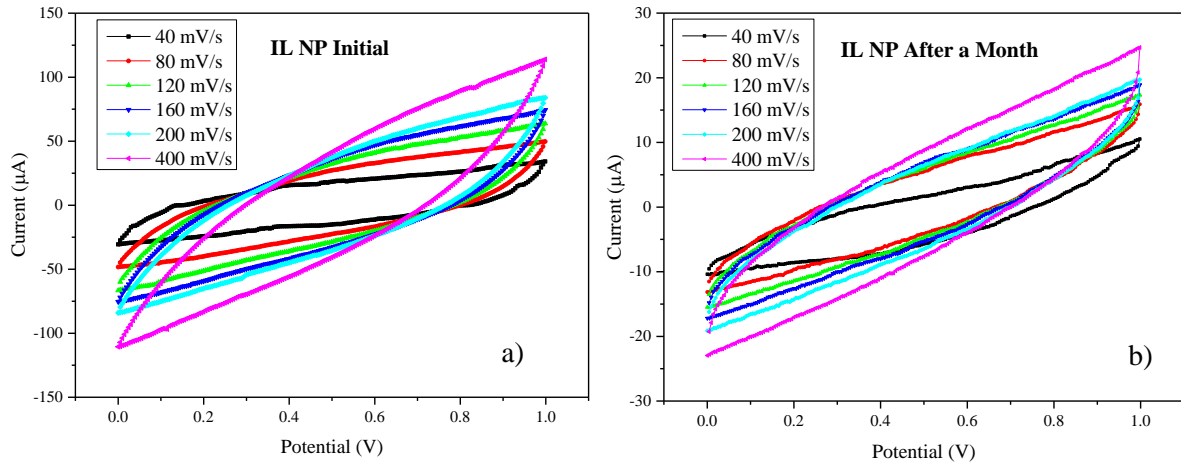 IL NP Initial
40 mV/s
80 mV/s
120 mV/s
160 mV/s
200 mV/s
400 mV/s
150
100
50
0
-50
-100
-150
Current (µA)
0.0 0.2 0.4 0.6 0.8 1.0
Potential (V)
a)
IL NP After a Month
40 mV/s
80 mV/s
120 mV/s
160 mV/s
200 mV/s
400 mV/s
30
20
10
0
-10
-20
-30
Current (µA)
0.0 0.2 0.4 0.6 0.8 1.0
Potential (V)
b)